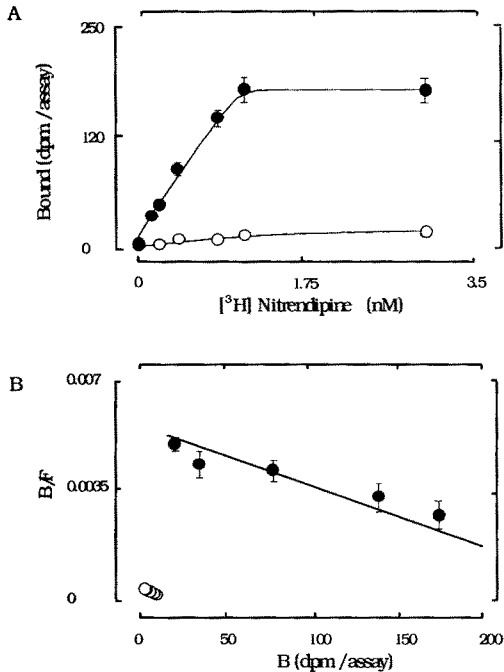 A
250
120
0
Bound (dpm/assay)
0 1.75 3.5
[³H] Nitrendipine (nM)
B
0.007
0.0035
0
B/F
0 50 100 150 200
B (dpm/assay)